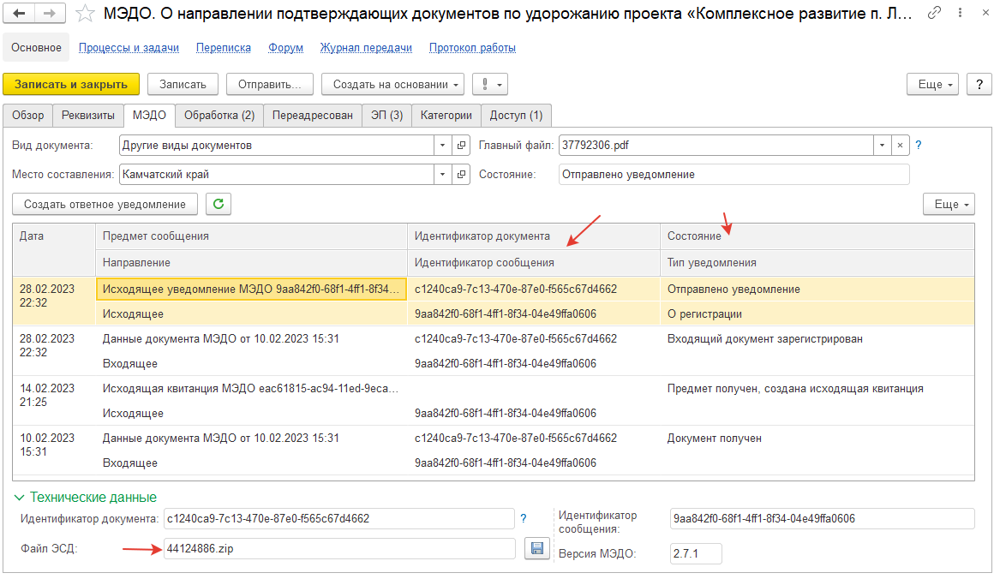 МЭДО. О направлении подтверждающих документов по удорожанию проекта «Комплексное развитие п. Л...
Основное Процессы и задачи Переписка Форум Журнал передачи Протокол работы
Записать и закрыть Записать Отправить... Создать на основании ! Еще ?
Обзор Реквизиты МЭДО Обработка (2) Переадресован ЭП (3) Категории Доступ (1)
Вид документа: Другие виды документов Главный файл: 37792306.pdf × ?
Место составления: Камчатский край Состояние: Отправлено уведомление
Создать ответное уведомление Еще
Дата Предмет сообщения Идентификатор документа Состояние
Направление Идентификатор сообщения Тип уведомления
28.02.2023 Исходящее уведомление МЭДО 9aa842f0-68f1-4ff1-8f34... c1240ca9-7c13-470e-87e0-f565c67d4662 Отправлено уведомление
22:32 Исходящее 9aa842f0-68f1-4ff1-8f34-04e49ffa0606 О регистрации
28.02.2023 Данные документа МЭДО от 10.02.2023 15:31 c1240ca9-7c13-470e-87e0-f565c67d4662 Входящий документ зарегистрирован
22:32 Входящее 9aa842f0-68f1-4ff1-8f34-04e49ffa0606
14.02.2023 Исходящая квитанция МЭДО eac61815-ac94-11ed-9eca... Предмет получен, создана исходящая квитанция
21:25 Исходящее 9aa842f0-68f1-4ff1-8f34-04e49ffa0606
10.02.2023 Данные документа МЭДО от 10.02.2023 15:31 c1240ca9-7c13-470e-87e0-f565c67d4662 Документ получен
15:31 Входящее 9aa842f0-68f1-4ff1-8f34-04e49ffa0606
Технические данные
Идентификатор документа: c1240ca9-7c13-470e-87e0-f565c67d4662 ? Идентификатор сообщения: 9aa842f0-68f1-4ff1-8f34-04e49ffa0606
Файл ЭСД: 44124886.zip Версия МЭДО: 2.7.1